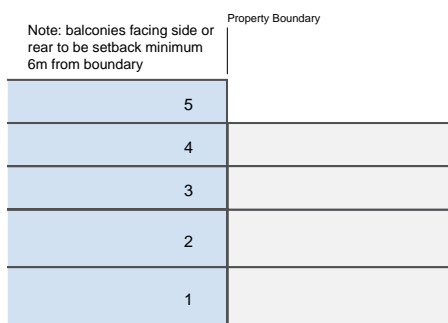 Property Boundary
Note: balconies facing side or
rear to be setback minimum
6m from boundary
5
4
3
2
1